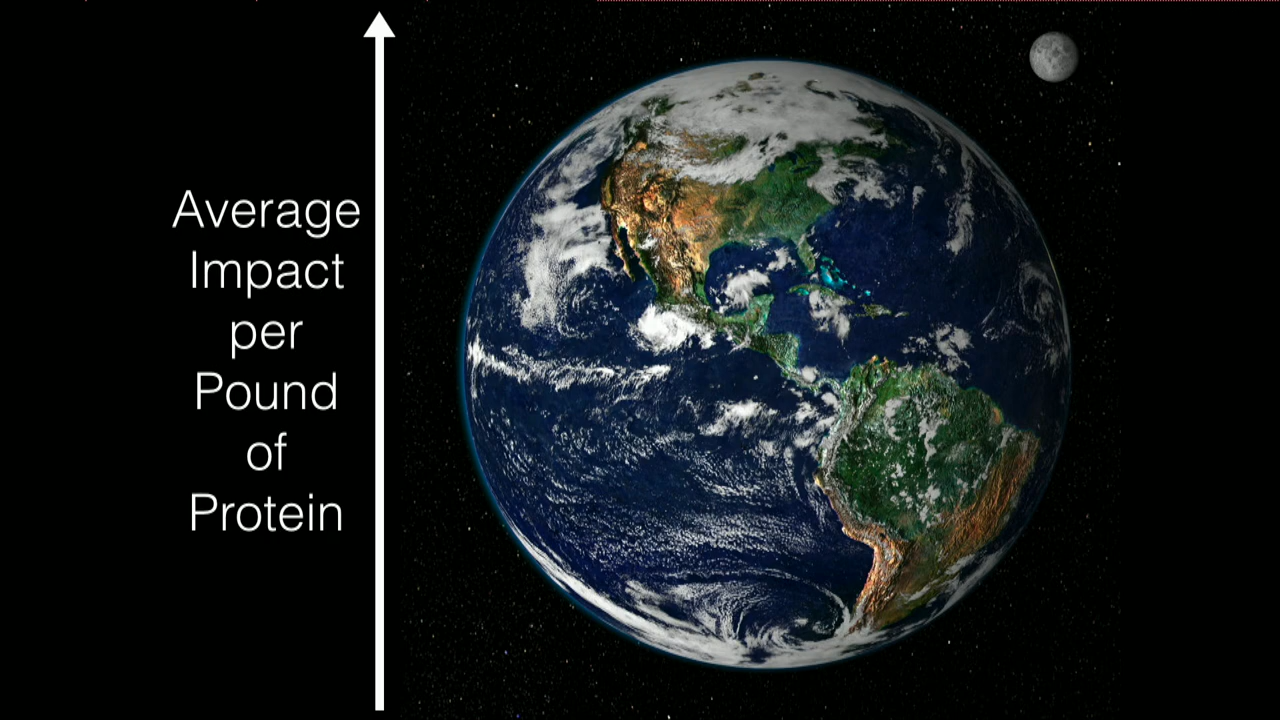 Average
Impact
per
Pound
of
Protein